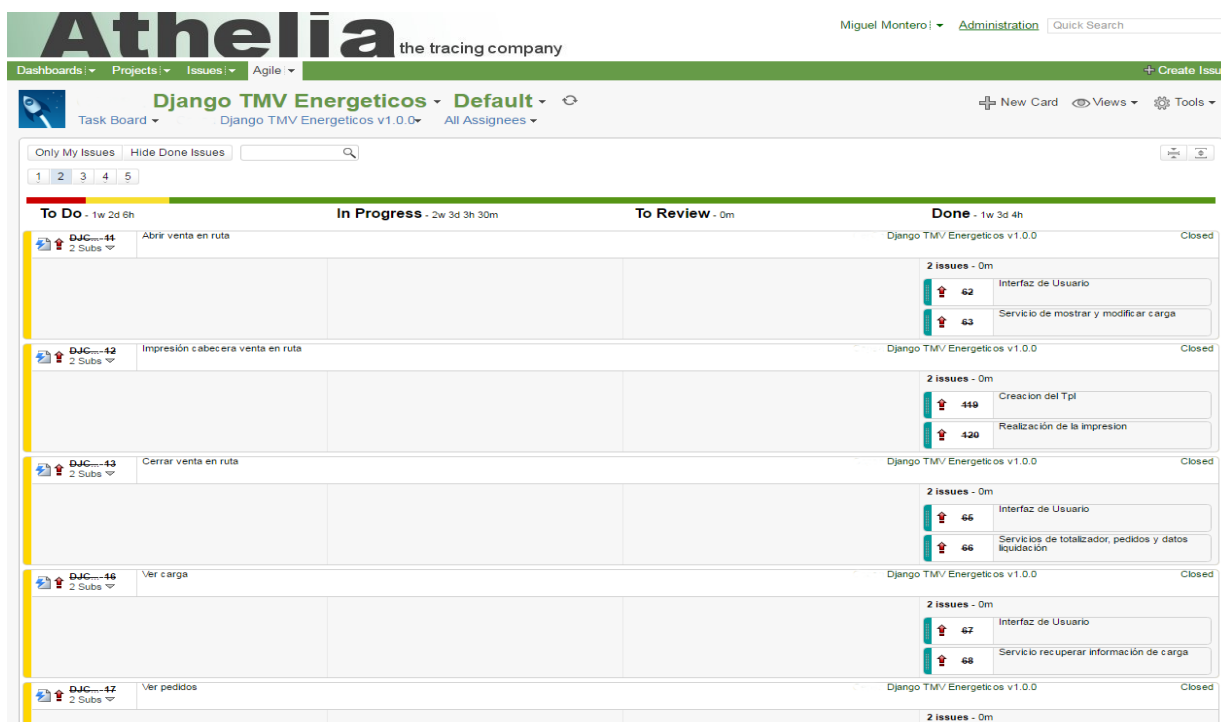 Athelia the tracing company
Miguel Montero Administration Quick Search
Dashboards Projects Issues Agile Create Issu
Django TMV Energeticos - Default
Task Board Django TMV Energeticos v1.0.0 All Assignees
New Card Views Tools
Only My Issues Hide Done Issues
1 2 3 4 5
To Do - 1w 2d 6h In Progress - 2w 3d 3h 30m To Review - 0m Done - 1w 3d 4h
DJC...-11 Abrir venta en ruta Django TMV Energeticos v1.0.0 Closed
2 Subs
2 issues - 0m
62 Interfaz de Usuario
63 Servicio de mostrar y modificar carga
DJC...-12 Impresión cabecera venta en ruta Django TMV Energeticos v1.0.0 Closed
2 Subs
2 issues - 0m
119 Creacion del Tpl
120 Realización de la impresion
DJC...-13 Cerrar venta en ruta Django TMV Energeticos v1.0.0 Closed
2 Subs
2 issues - 0m
65 Interfaz de Usuario
66 Servicios de totalizador, pedidos y datos
liquidación
DJC...-16 Ver carga Django TMV Energeticos v1.0.0 Closed
2 Subs
2 issues - 0m
67 Interfaz de Usuario
68 Servicio recuperar información de carga
DJC...-17 Ver pedidos Django TMV Energeticos v1.0.0 Closed
2 Subs
2 issues - 0m